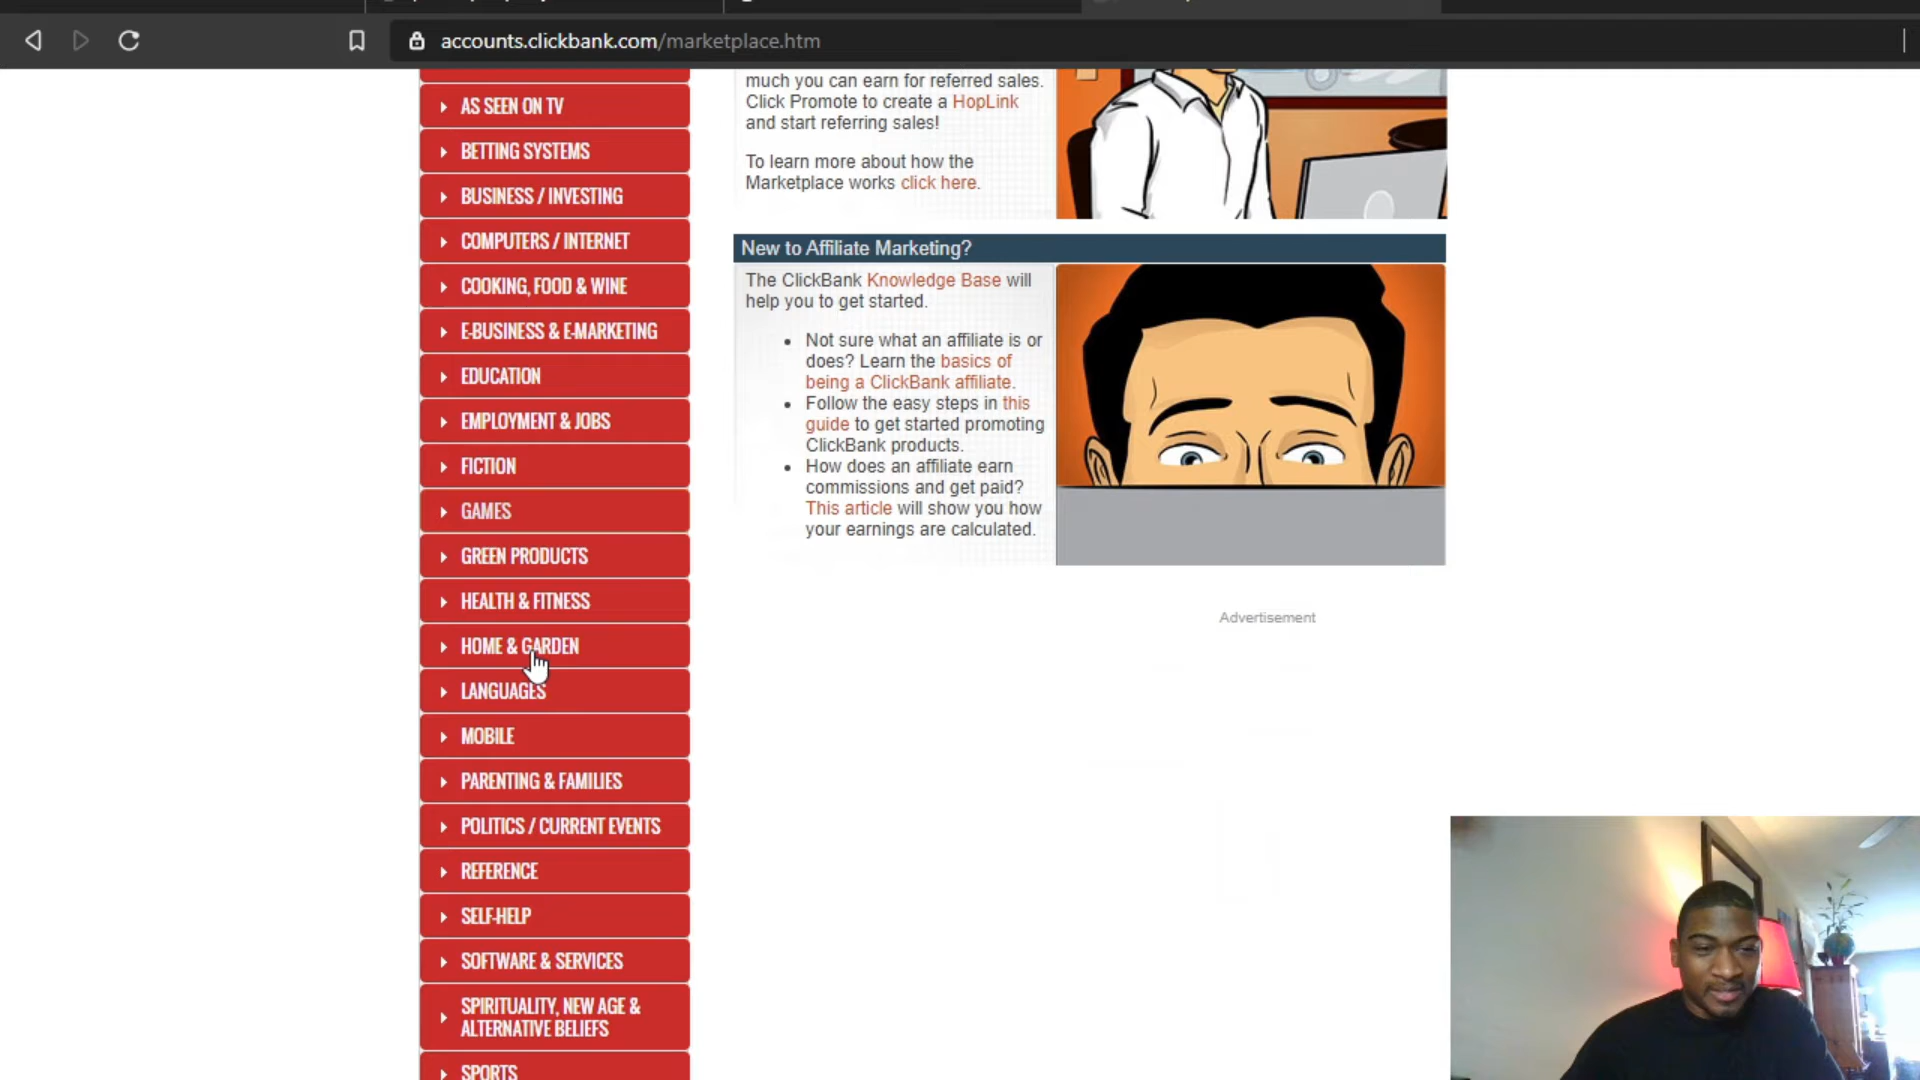 accounts.clickbank.com/marketplace.htm
AS SEEN ON TV
BETTING SYSTEMS
BUSINESS / INVESTING
COMPUTERS / INTERNET
COOKING, FOOD & WINE
E-BUSINESS & E-MARKETING
EDUCATION
EMPLOYMENT & JOBS
FICTION
GAMES
GREEN PRODUCTS
HEALTH & FITNESS
HOME & GARDEN
LANGUAGES
MOBILE
PARENTING & FAMILIES
POLITICS / CURRENT EVENTS
REFERENCE
SELF-HELP
SOFTWARE & SERVICES
SPIRITUALITY, NEW AGE &
ALTERNATIVE BELIEFS
SPORTS
much you can earn for referred sales.
Click Promote to create a HopLink
and start referring sales!
To learn more about how the
Marketplace works click here.
New to Affiliate Marketing?
The ClickBank Knowledge Base will
help you to get started.
• Not sure what an affiliate is or
does? Learn the basics of
being a ClickBank affiliate.
• Follow the easy steps in this
guide to get started promoting
ClickBank products.
• How does an affiliate earn
commissions and get paid?
This article will show you how
your earnings are calculated.
Advertisement